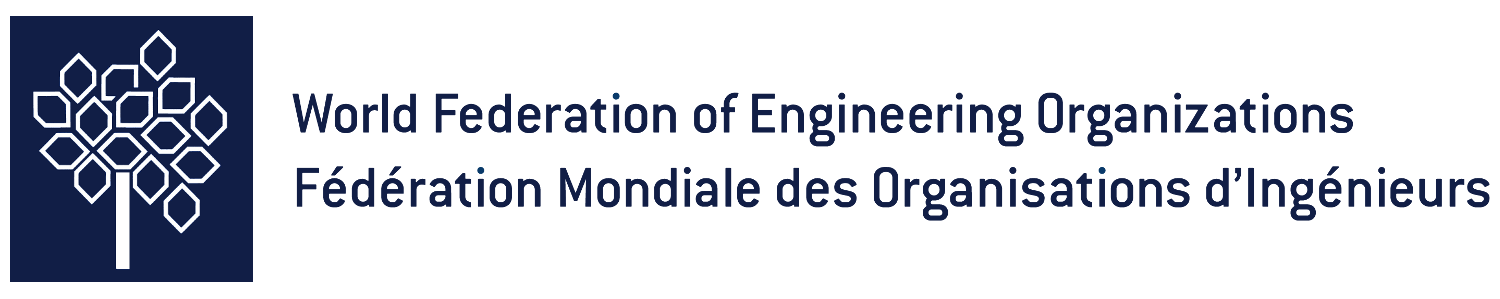 World Federation of Engineering Organizations
Fédération Mondiale des Organisations d’Ingénieurs